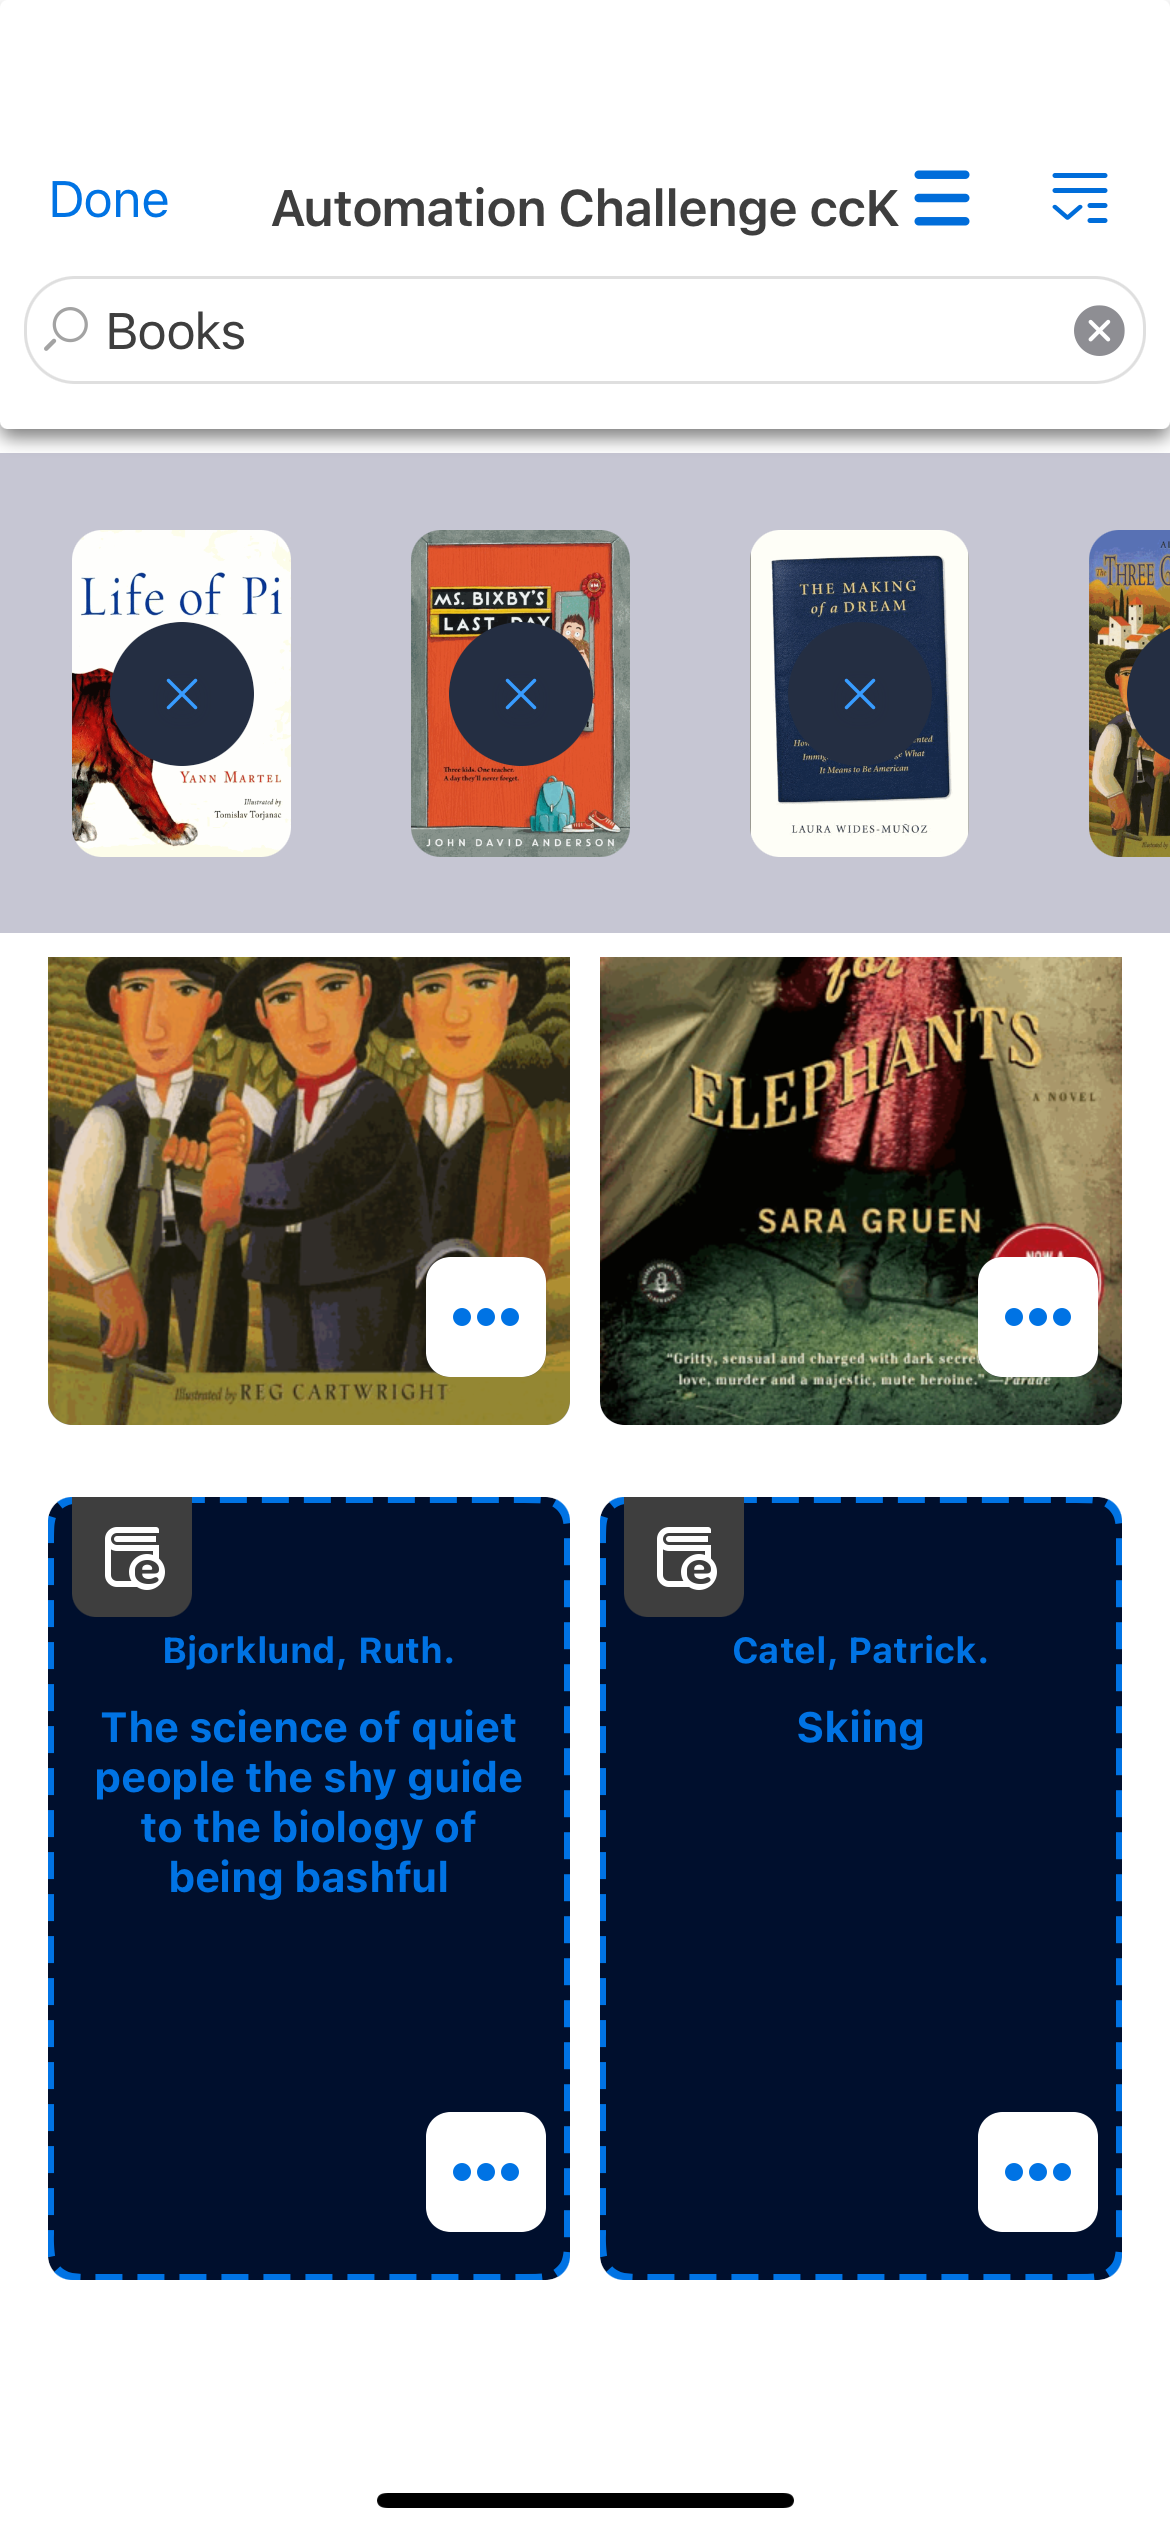 Done
Automation Challenge ccK
Books
Life of Pi
YANN MARTEL
Illustrated by
Tomislav Torjanac
MS. BIXBY'S
LAST DAY
Three kids. One teacher.
A day they'll never forget.
JOHN DAVID ANDERSON
THE MAKING
of a DREAM
What
It Means to Be American
LAURA WIDES-MUÑOZ
The THREE
Illustrated by REG CARTWRIGHT
for
ELEPHANTS
A NOVEL
SARA GRUEN
NOW A
"Gritty, sensual and charged with dark
love, murder and a majestic, mute heroine." —Parade
Bjorklund, Ruth.
The science of quiet
people the shy guide
to the biology of
being bashful
Catel, Patrick.
Skiing